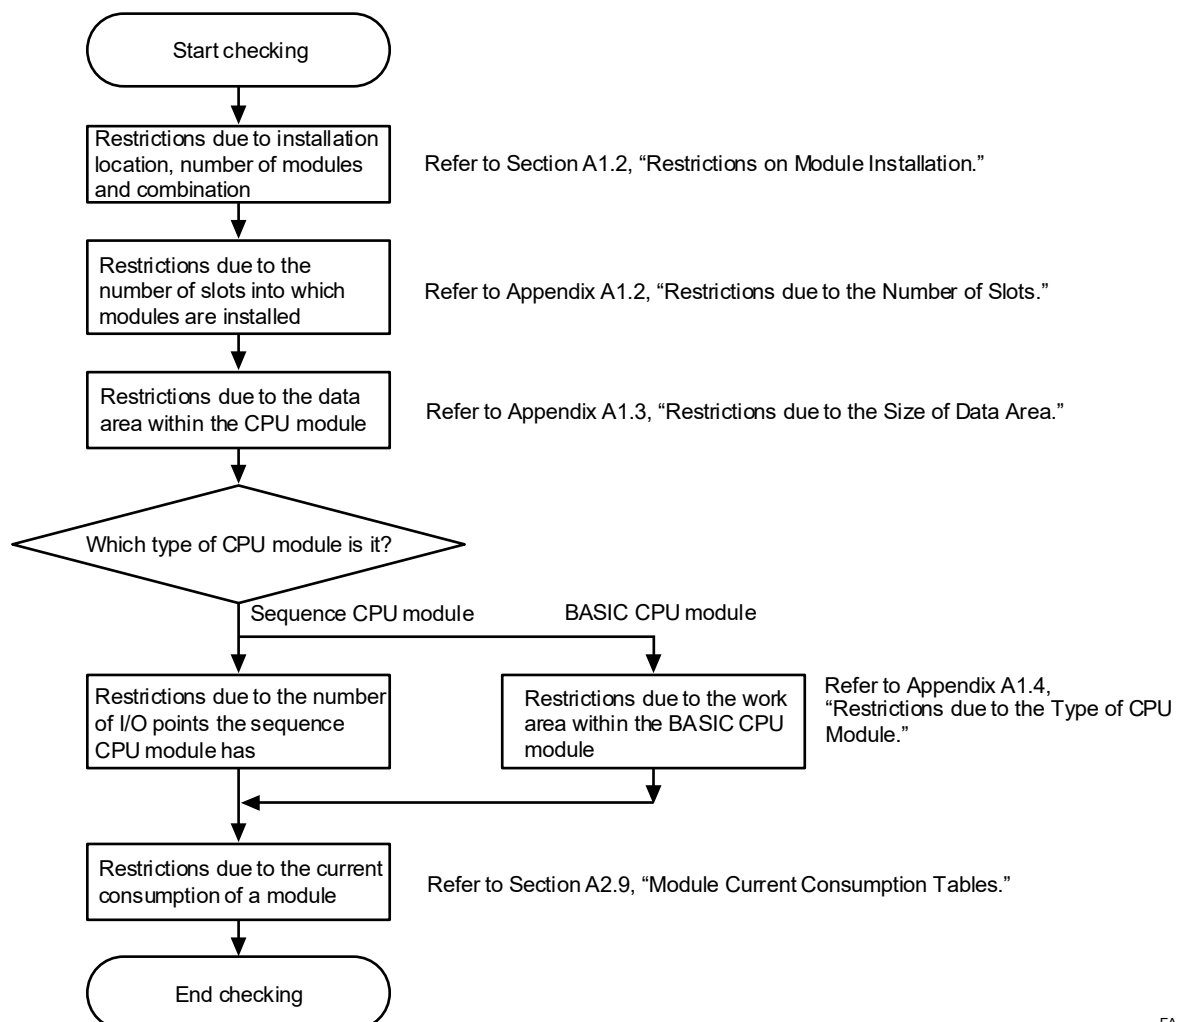 Start checking
Restrictions due to installation
location, number of modules
and combination
Refer to Section A1.2, “Restrictions on Module Installation.”
Restrictions due to the
number of slots into which
modules are installed
Refer to Appendix A1.2, “Restrictions due to the Number of Slots.”
Restrictions due to the data
area within the CPU module
Refer to Appendix A1.3, “Restrictions due to the Size of Data Area.”
Which type of CPU module is it?
Sequence CPU module
BASIC CPU module
Restrictions due to the number
of I/O points the sequence
CPU module has
Restrictions due to the work
area within the BASIC CPU
module
Refer to Appendix A1.4,
“Restrictions due to the Type of CPU
Module.”
Restrictions due to the current
consumption of a module
Refer to Section A2.9, “Module Current Consumption Tables.”
End checking